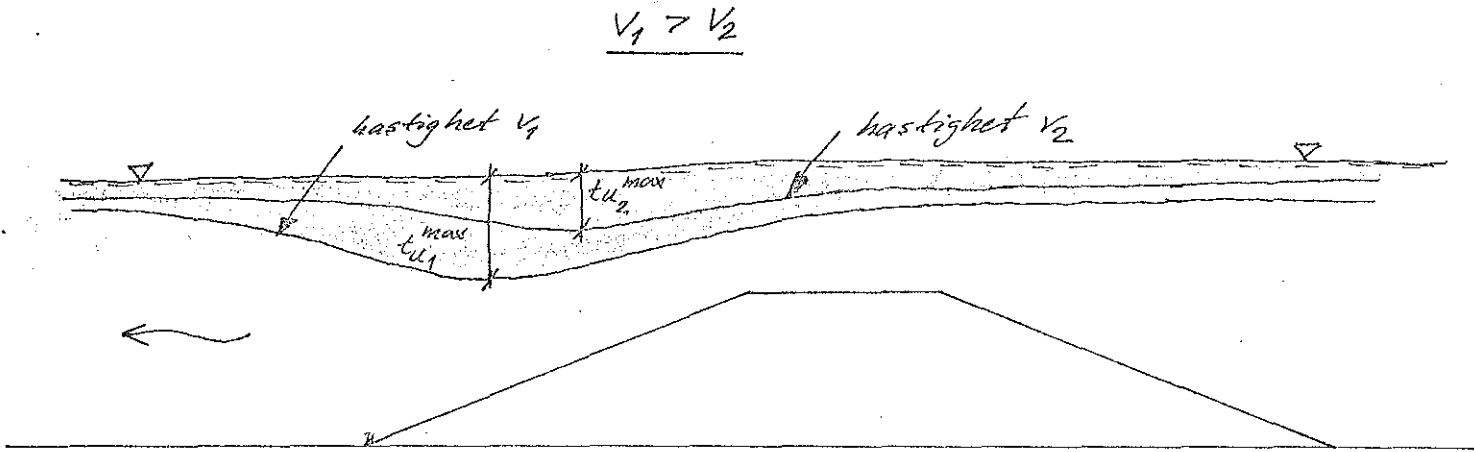 V₁ > V₂
hastighet V₁
hastighet V₂
tu₂ max
tu₁ max